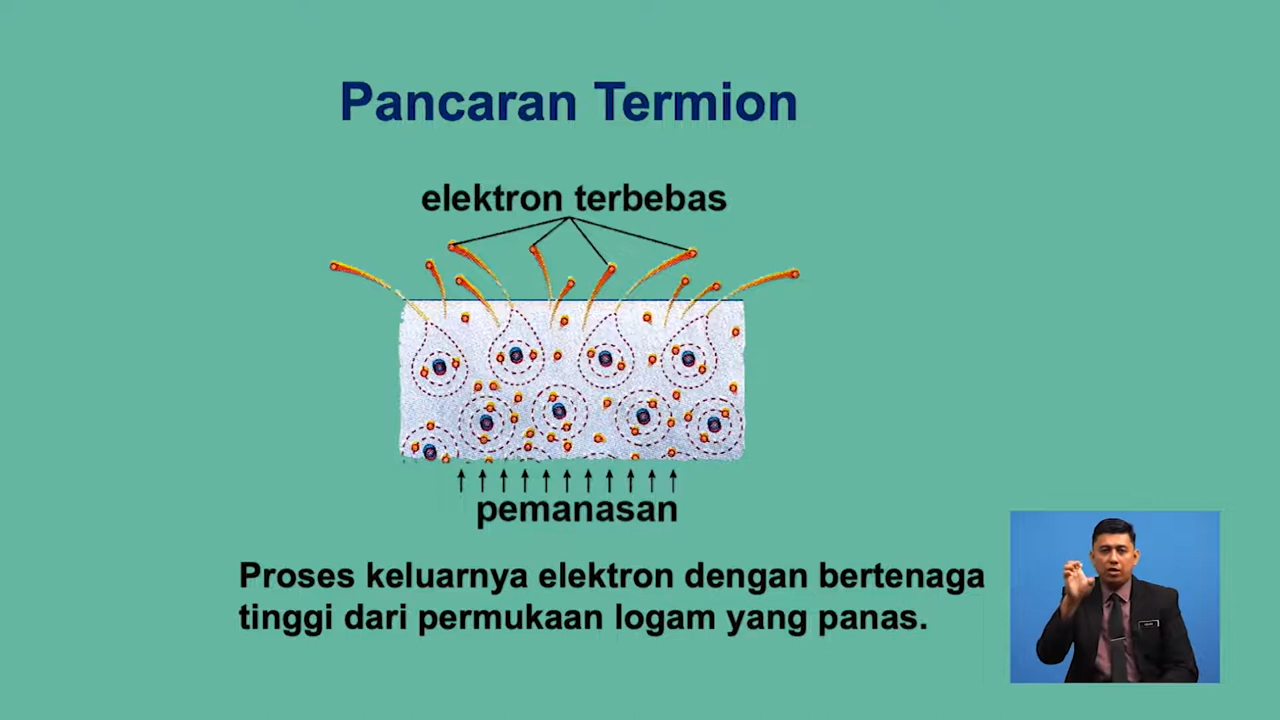 Pancaran Termion
elektron terbebas
pemanasan
Proses keluarnya elektron dengan bertenaga
tinggi dari permukaan logam yang panas.